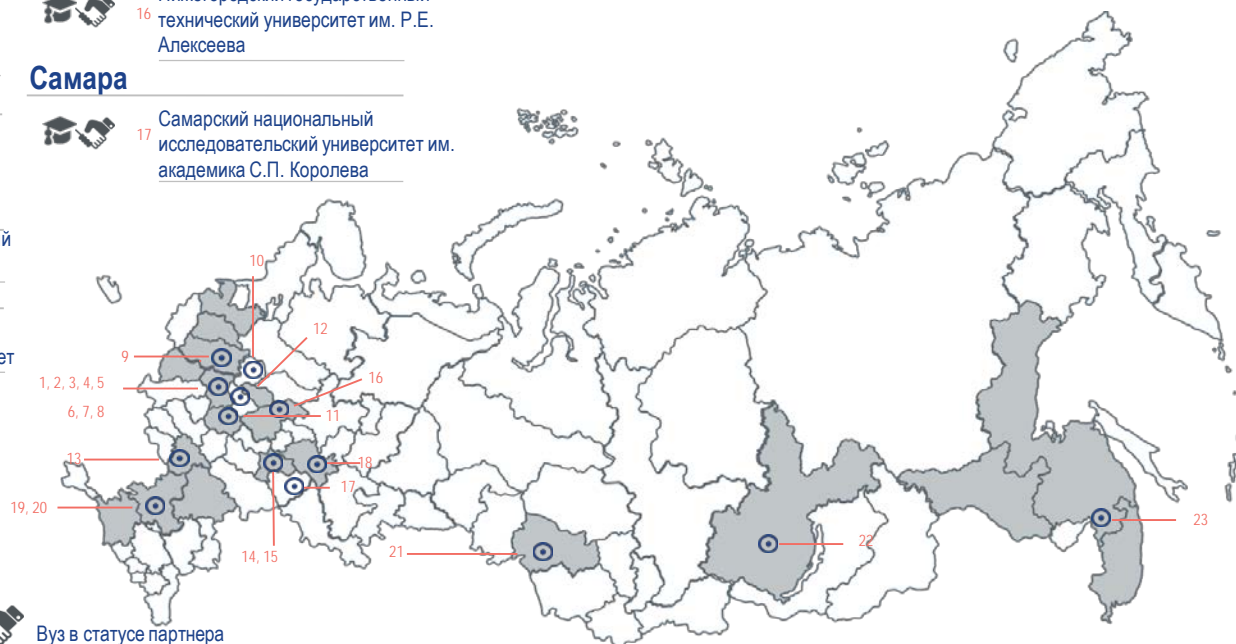 16
технический университет им. Р.Е.
Алексеева
Самара
17
Самарский национальный
исследовательский университет им.
академика С.П. Королева
й
ет
10
12
9
16
1, 2, 3, 4, 5
6, 7, 8
11
13
18
17
19, 20
14, 15
21
22
23
Вуз в статусе партнера